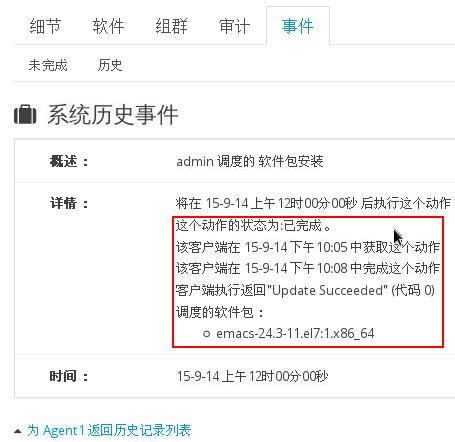 细节 软件 组群 审计 事件
未完成 历史
系统历史事件
概述 : admin 调度的 软件包安装
详情 : 将在 15-9-14 上午12时00分00秒 后执行这个动作
这个动作的状态为:已完成 。
该客户端在 15-9-14 下午10:05 中获取这个动作
该客户端在 15-9-14 下午10:08 中完成这个动作
客户端执行返回"Update Succeeded" (代码 0)
调度的软件包 :
emacs-24.3-11.el7:1.x86_64
时间 : 15-9-14 上午12时00分00秒
为 Agent1 返回历史记录列表